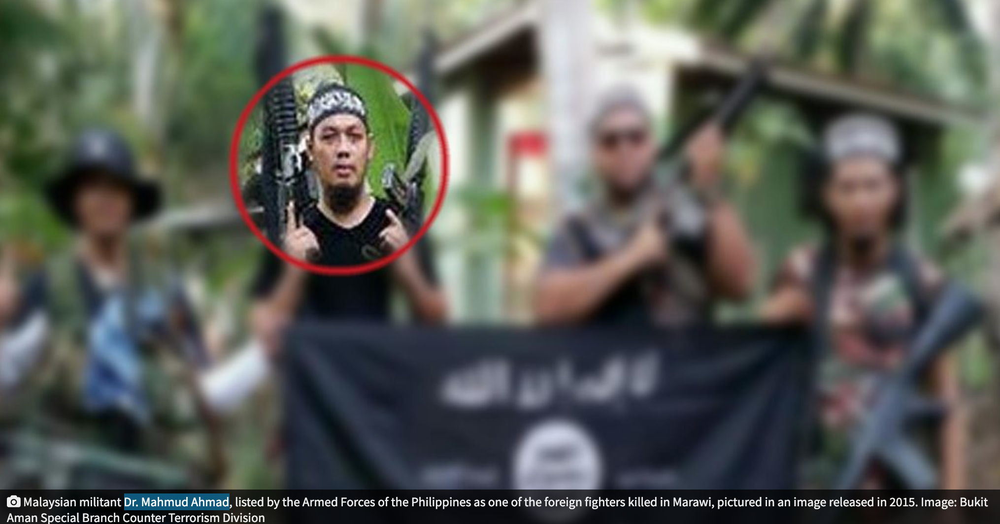 لا إله إلا الله
Malaysian militant Dr. Mahmud Ahmad, listed by the Armed Forces of the Philippines as one of the foreign fighters killed in Marawi, pictured in an image released in 2015. Image: Bukit
Aman Special Branch Counter Terrorism Division